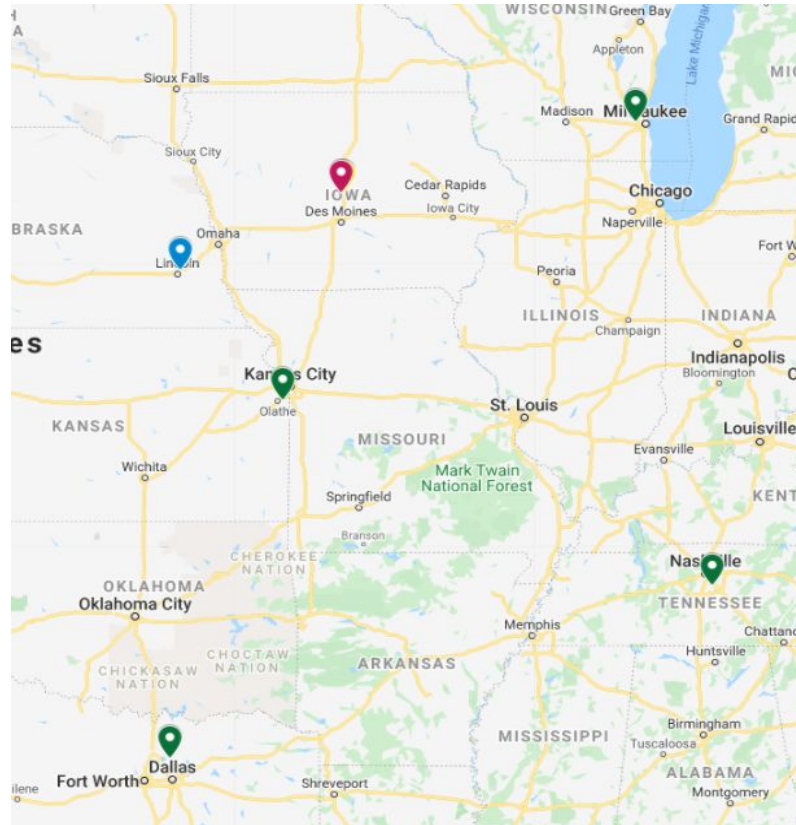 WISCONSIN
Green Bay
A
Appleton
Lake Michigan
MIC
Sioux Falls
Madison
Milwaukee
Grand Rapid
Sioux City
IOWA
Cedar Rapids
Des Moines
Iowa City
Chicago
Naperville
BRASKA
Omaha
Lincoln
Fort W
Peoria
ILLINOIS
INDIANA
Champaign
es
Indianapolis
C
Bloomington
Kansas City
Olathe
St. Louis
KANSAS
MISSOURI
Louisville
Evansville
Wichita
Mark Twain
National Forest
KENT
Springfield
Branson
CHEROKEE
NATION
Nashville
OKLAHOMA
Oklahoma City
TENNESSEE
Memphis
Chattano
Huntsville
CHOCTAW
NATION
CHICKASAW
NATION
ARKANSAS
MISSISSIPPI
Birmingham
Tuscaloosa
Dallas
Fort Worth
ALABAMA
ilene
Shreveport
Montgomery